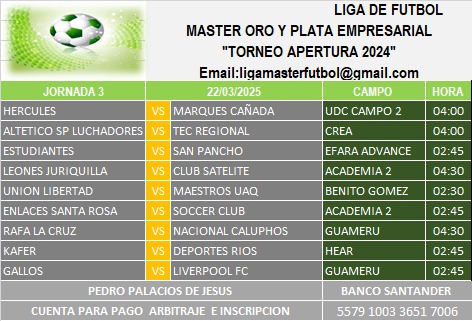 LIGA DE FUTBOL
MASTER ORO Y PLATA EMPRESARIAL
"TORNEO APERTURA 2024"
Email:ligamasterfutbol@gmail.com
JORNADA 3 22/03/2025 CAMPO HORA
HERCULES VS MARQUES CAÑADA UDC CAMPO 2 04:00
ALTETICO SP LUCHADORES VS TEC REGIONAL CREA 04:00
ESTUDIANTES VS SAN PANCHO EFARA ADVANCE 02:45
LEONES JURIQUILLA VS CLUB SATELITE ACADEMIA 2 04:30
UNION LIBERTAD VS MAESTROS UAQ BENITO GOMEZ 02:30
ENLACES SANTA ROSA VS SOCCER CLUB ACADEMIA 2 02:45
RAFA LA CRUZ VS NACIONAL CALUPHOS GUAMERU 04:30
KAFER VS DEPORTES RIOS HEAR 02:45
GALLOS VS LIVERPOOL FC GUAMERU 02:45
PEDRO PALACIOS DE JESUS BANCO SANTANDER
CUENTA PARA PAGO ARBITRAJE E INSCRIPCION 5579 1003 3651 7006